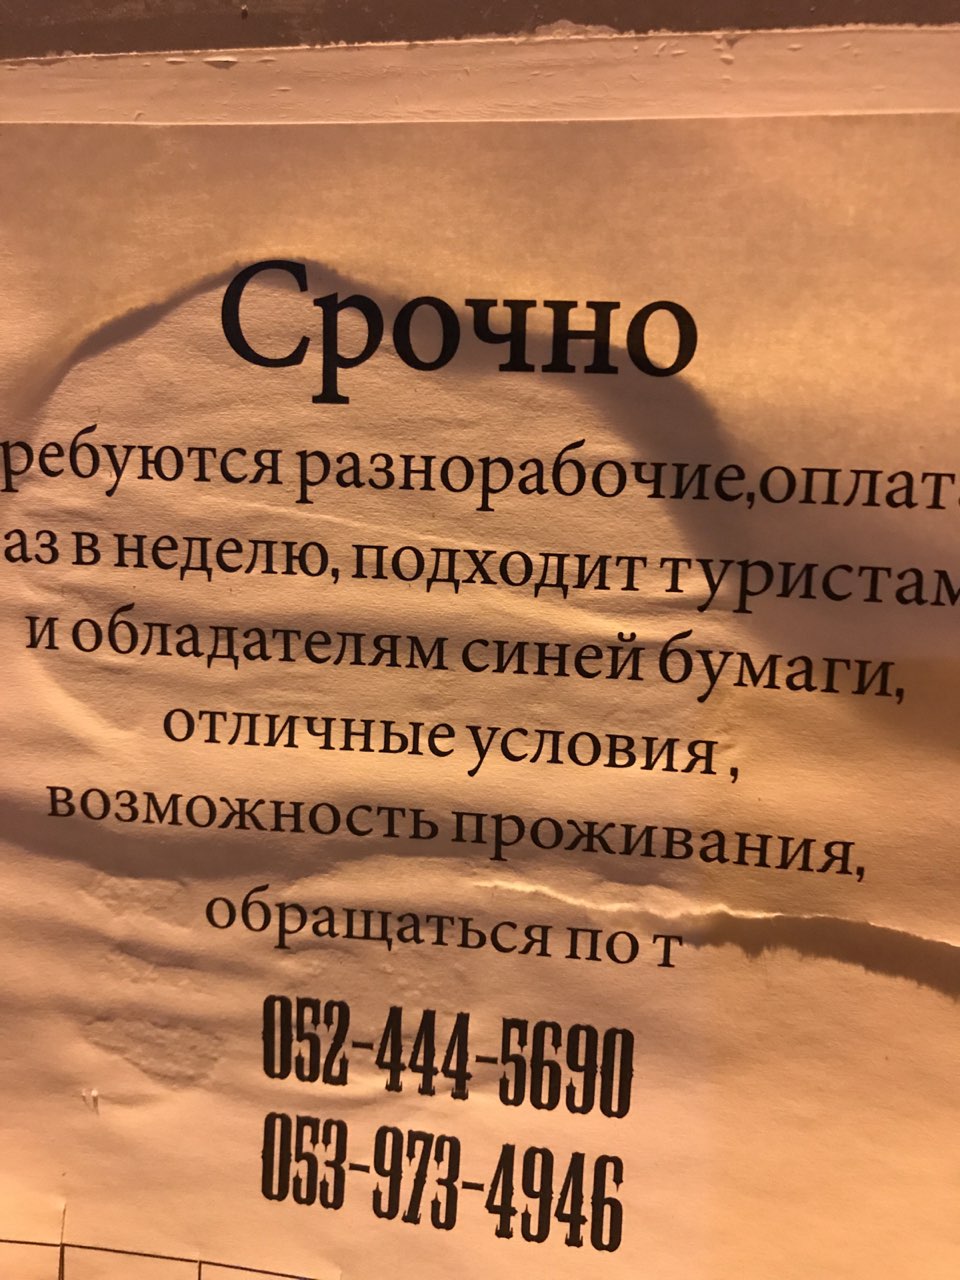 Срочно
ребуются разнорабочие,оплата
аз в неделю, подходит туристам
и обладателям синей бумаги,
отличные условия ,
возможность проживания,
обращаться по т
052-444-5690
053-973-4946